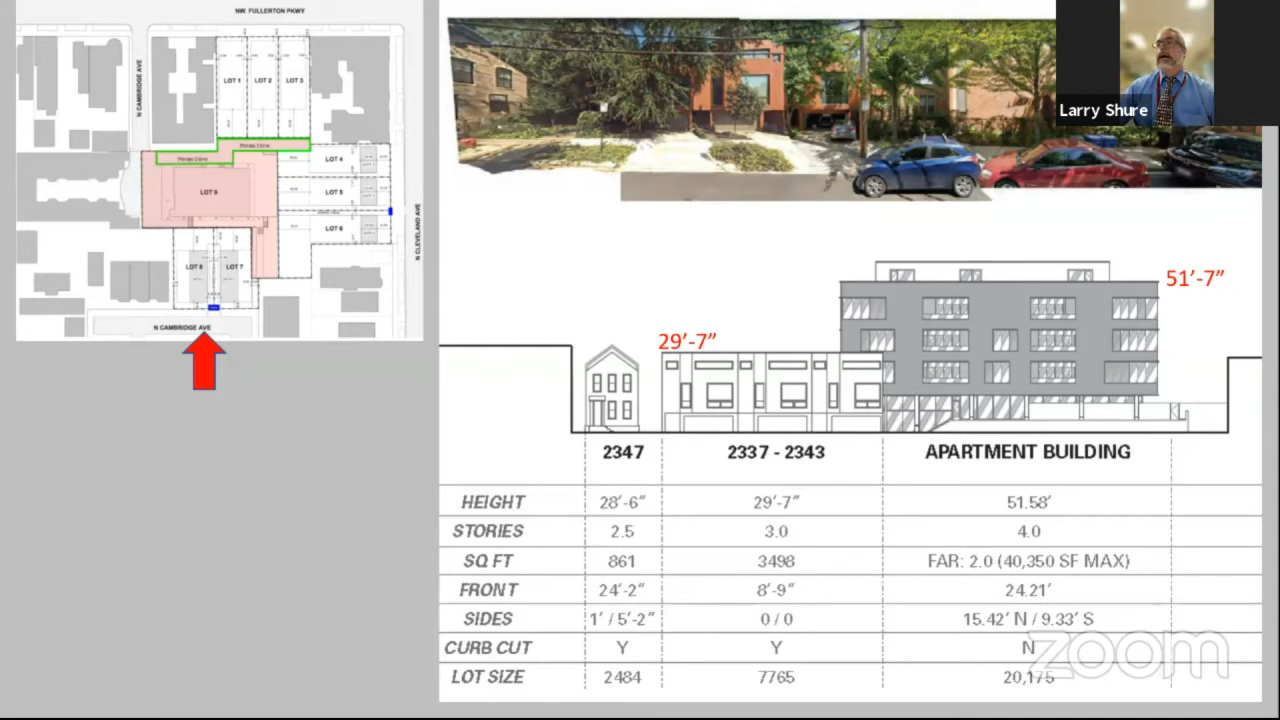 NW. FULLERTON PKWY
N CAMBRIDGE AVE
LOT 1
LOT 2
LOT 3
Private Drive
Private Drive
LOT 4
LOT 9
LOT 5
LOT 6
LOT 8
LOT 7
N CLEVELAND AVE
N CAMBRIDGE AVE
Larry Shure
51'-7"
29'-7"
2347 2337 - 2343 APARTMENT BUILDING
HEIGHT 28'-6" 29'-7" 51.58'
STORIES 2.5 3.0 4.0
SQ FT 861 3498 FAR: 2.0 (40,350 SF MAX)
FRONT 24'-2" 8'-9" 24.21'
SIDES 1' / 5'-2" 0 / 0 15.42' N / 9.33' S
CURB CUT Y Y N
LOT SIZE 2484 7765 20,175
zoom